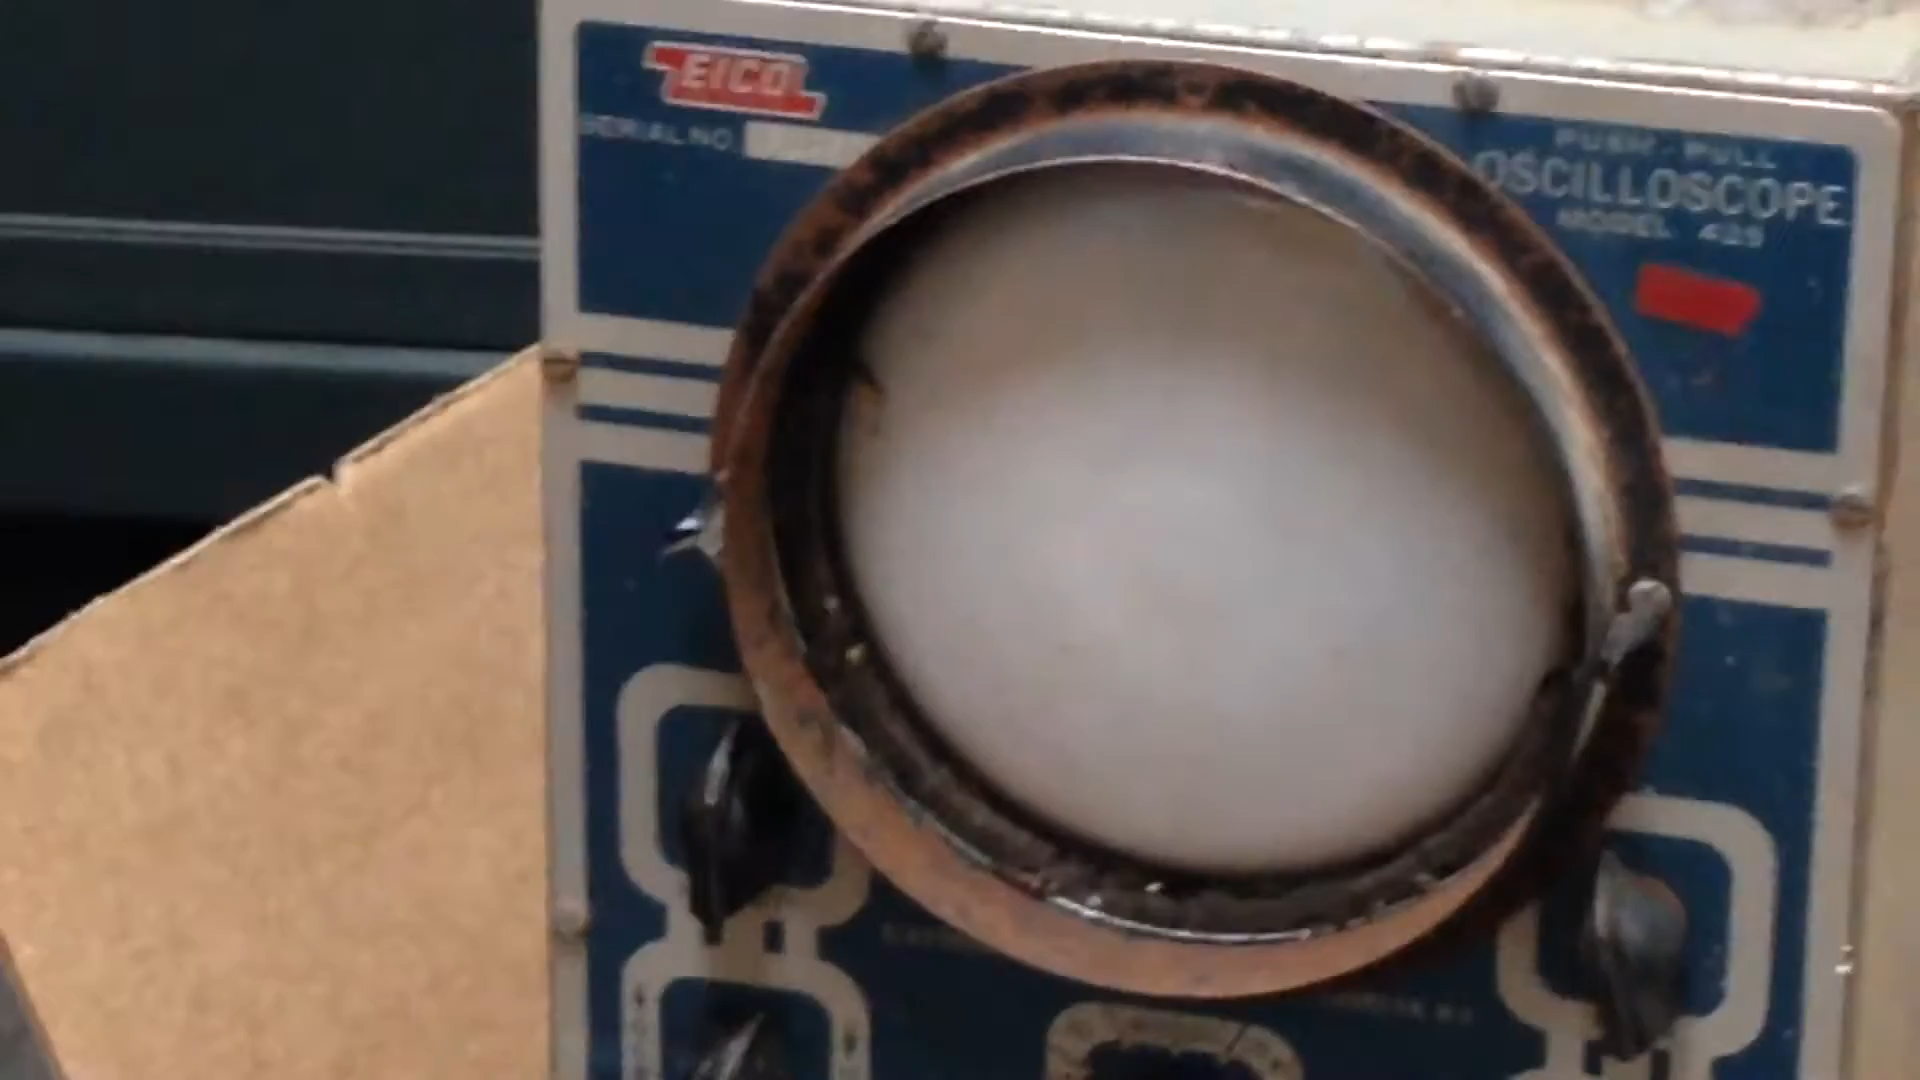 EICO
SERIAL NO
PUSH-PULL
OSCILLOSCOPE
MODEL 425